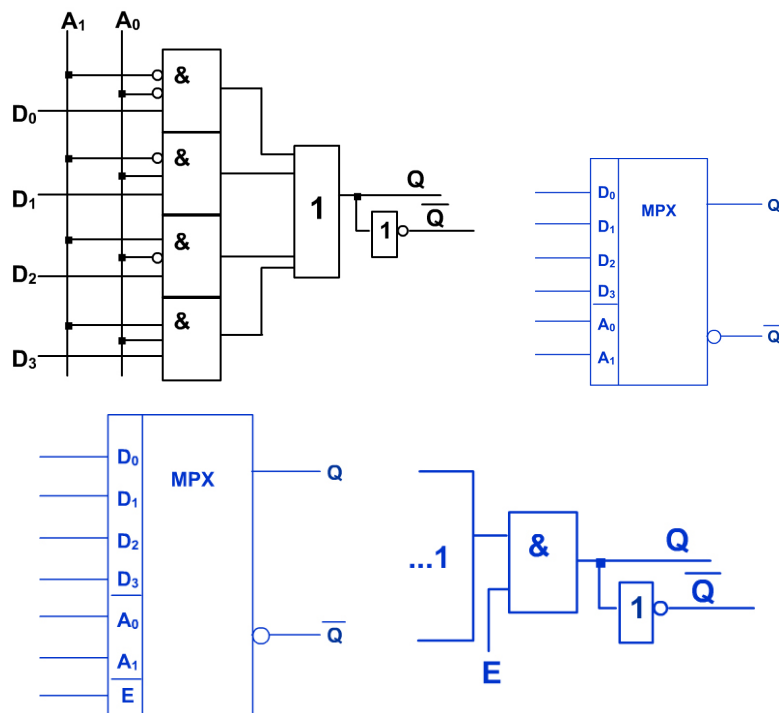 A₁ A₀
&
D₀
&
D₁
&
D₂
&
D₃
1
Q
1
Q̅
MPX
D₀
D₁
D₂
D₃
A₀
A₁
Q
Q̅
MPX
D₀
D₁
D₂
D₃
A₀
A₁
E
Q
Q̅
...1
&
E
Q
1
Q̅